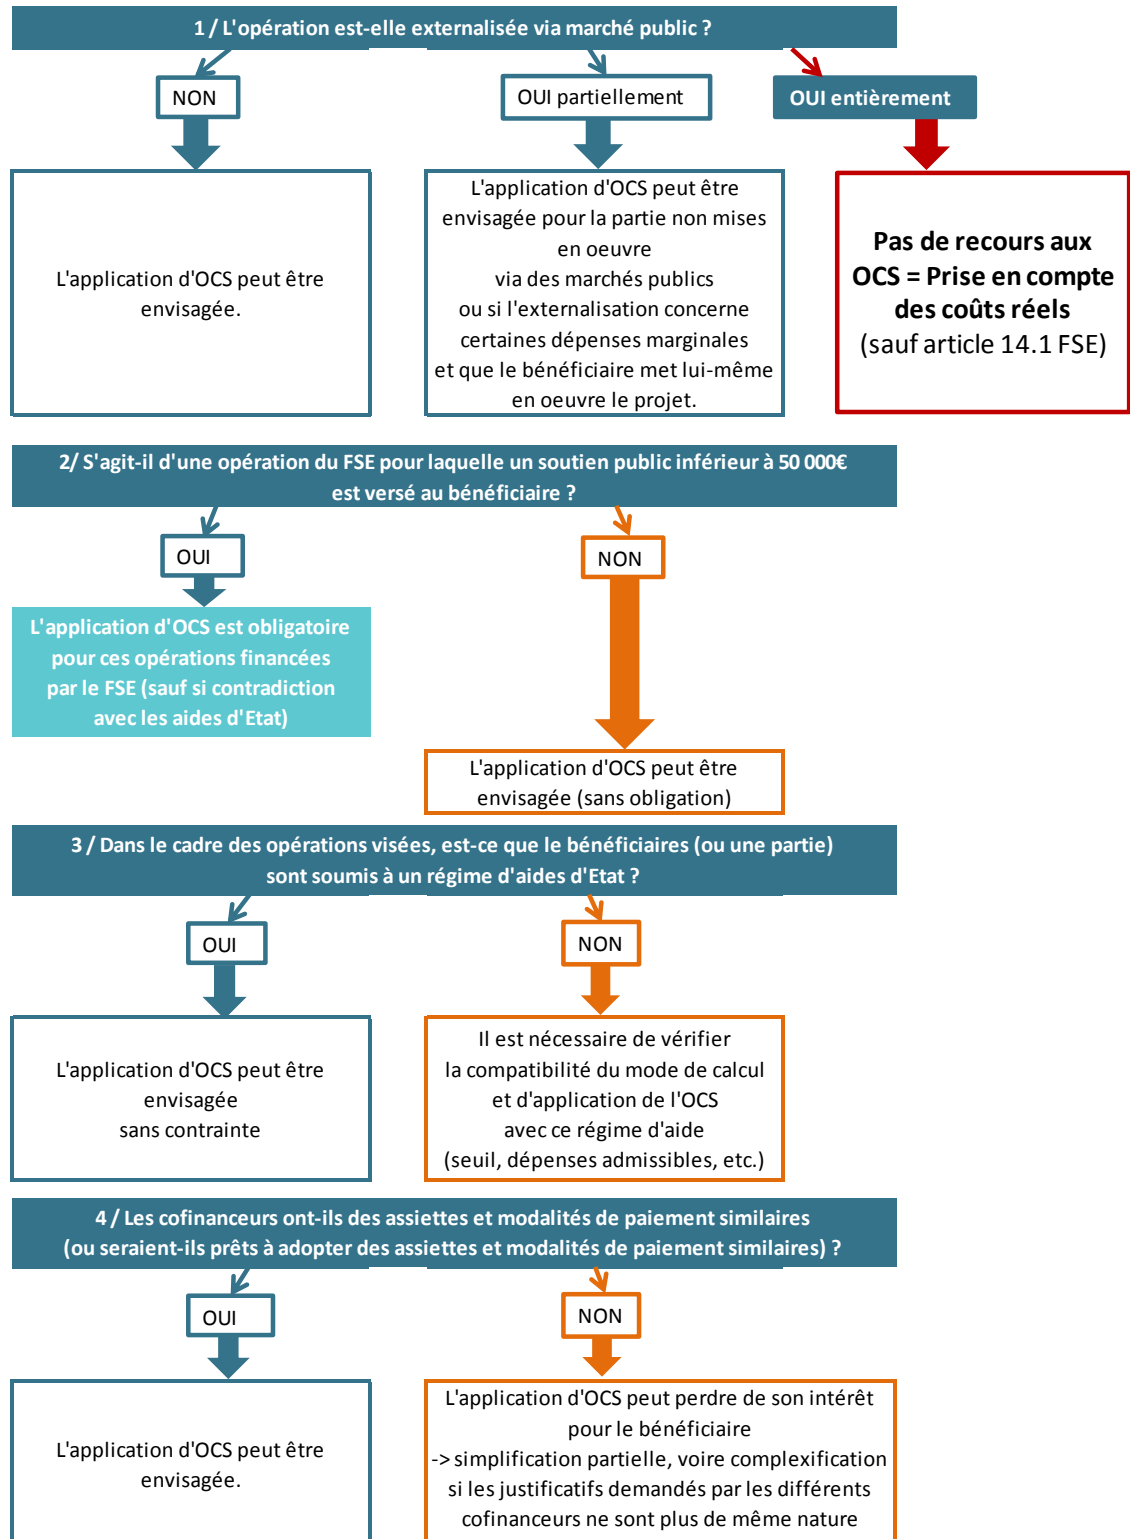 1 / L'opération est-elle externalisée via marché public ?
NON
OUI partiellement
OUI entièrement
L'application d'OCS peut être
envisagée.
L'application d'OCS peut être
envisagée pour la partie non mises
en oeuvre
via des marchés publics
ou si l'externalisation concerne
certaines dépenses marginales
et que le bénéficiaire met lui-même
en oeuvre le projet.
Pas de recours aux
OCS = Prise en compte
des coûts réels
(sauf article 14.1 FSE)
2/ S'agit-il d'une opération du FSE pour laquelle un soutien public inférieur à 50 000€
est versé au bénéficiaire ?
OUI
NON
L'application d'OCS est obligatoire
pour ces opérations financées
par le FSE (sauf si contradiction
avec les aides d'Etat)
L'application d'OCS peut être
envisagée (sans obligation)
3 / Dans le cadre des opérations visées, est-ce que le bénéficiaires (ou une partie)
sont soumis à un régime d'aides d'Etat ?
OUI
NON
L'application d'OCS peut être
envisagée
sans contrainte
Il est nécessaire de vérifier
la compatibilité du mode de calcul
et d'application de l'OCS
avec ce régime d'aide
(seuil, dépenses admissibles, etc.)
4 / Les cofinanceurs ont-ils des assiettes et modalités de paiement similaires
(ou seraient-ils prêts à adopter des assiettes et modalités de paiement similaires) ?
OUI
NON
L'application d'OCS peut être
envisagée.
L'application d'OCS peut perdre de son intérêt
pour le bénéficiaire
-> simplification partielle, voire complexification
si les justificatifs demandés par les différents
cofinanceurs ne sont plus de même nature